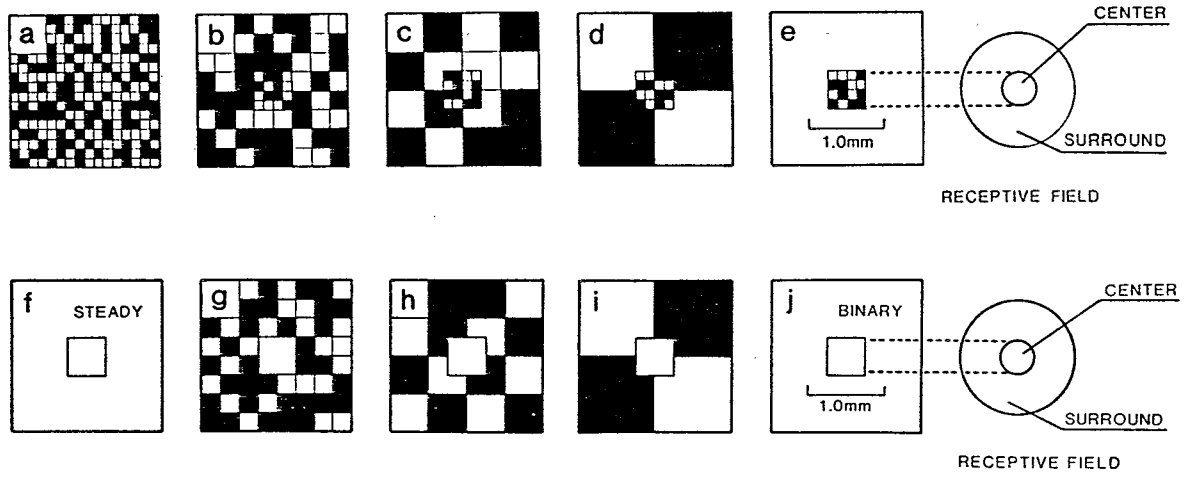 a
b
c
d
e
CENTER
1.0mm
SURROUND
RECEPTIVE FIELD
f
STEADY
g
h
i
j
BINARY
CENTER
1.0mm
SURROUND
RECEPTIVE FIELD